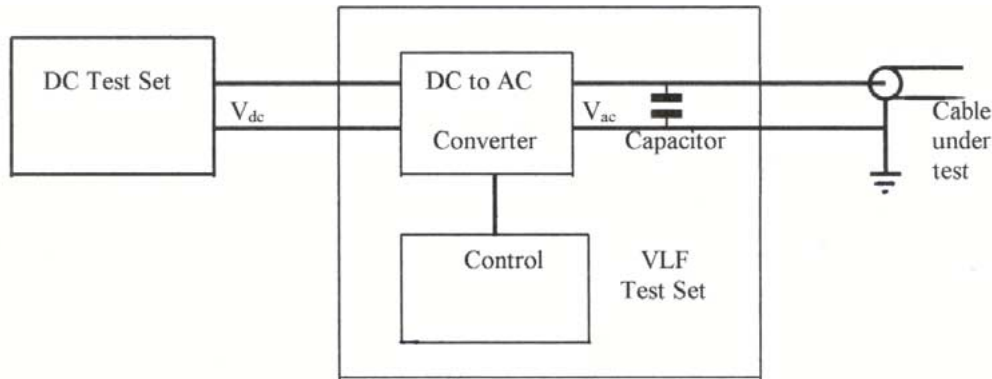 DC Test Set
V_dc
DC to AC
Converter
V_ac
Capacitor
Cable
under
test
Control
VLF
Test Set